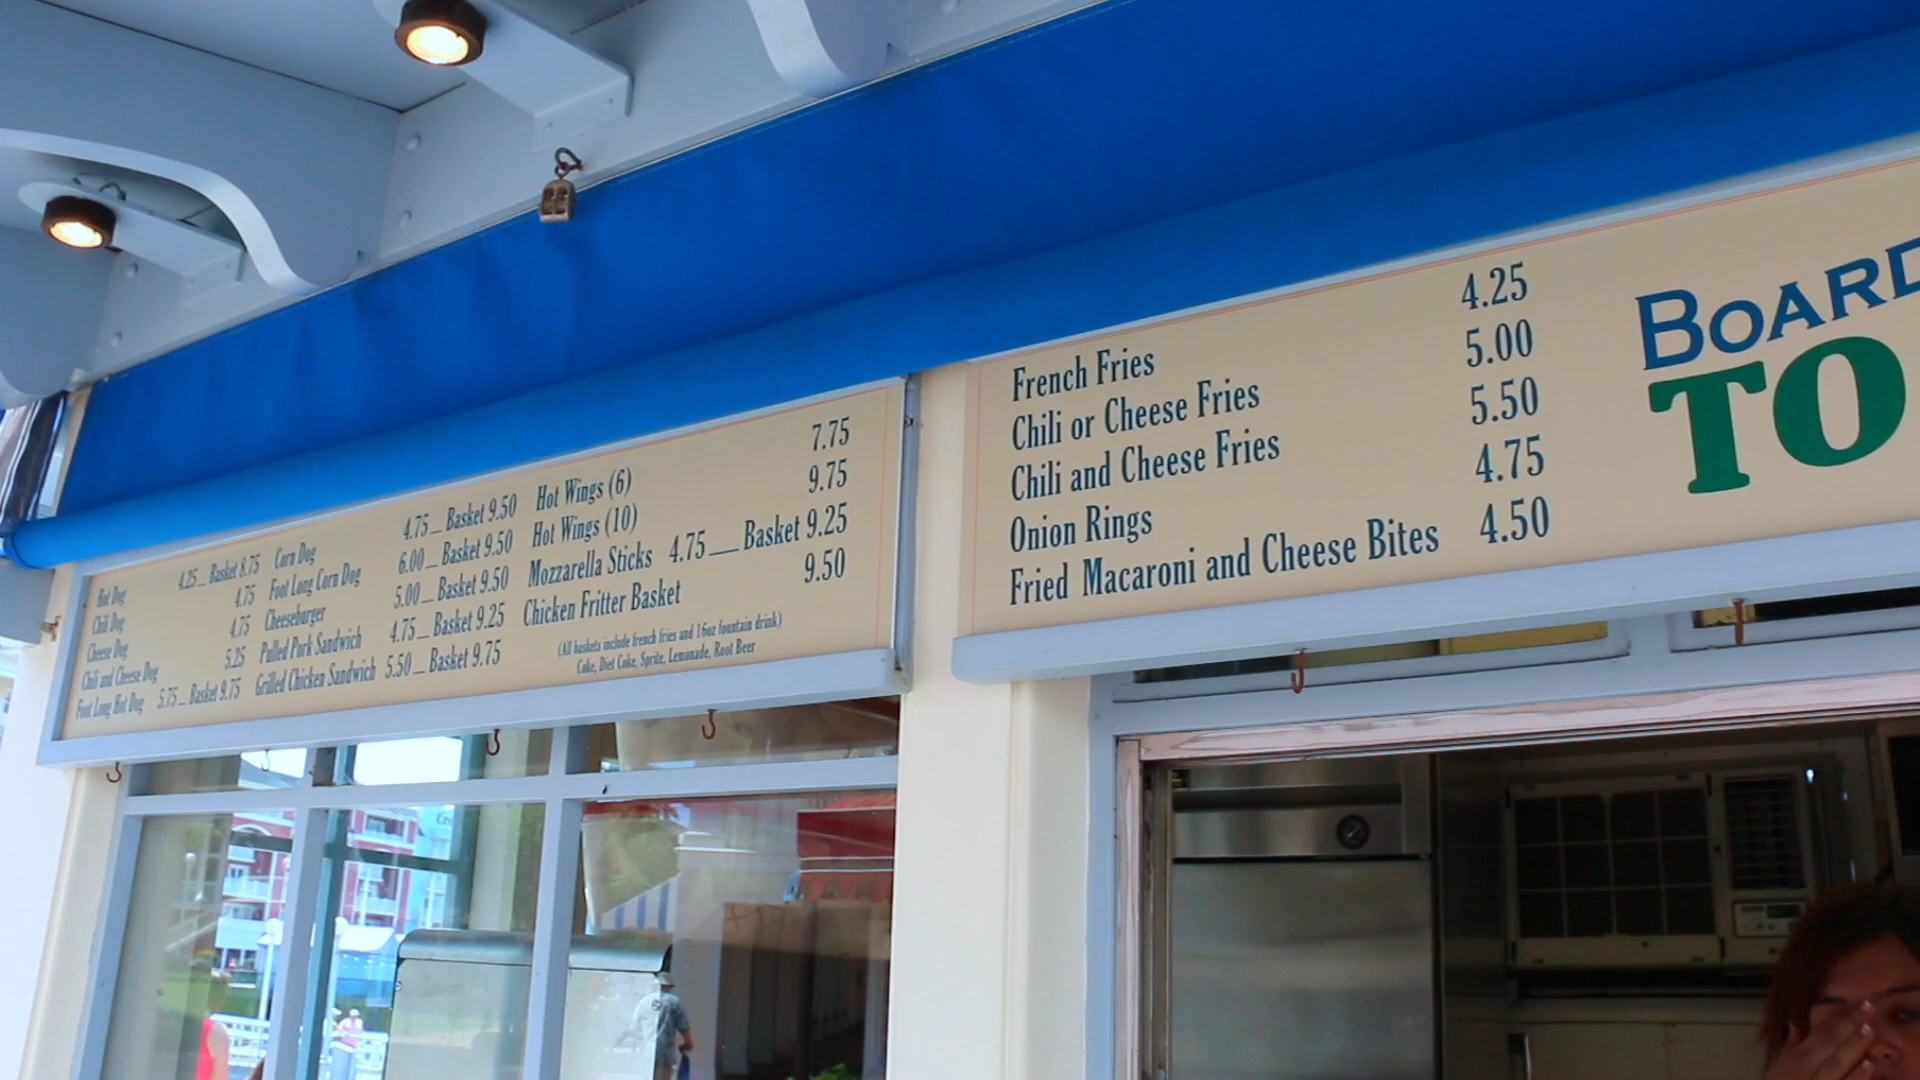 Hot Dog 4.25 _ Basket 8.75
Chili Dog 4.75
Cheese Dog 4.75
Chili and Cheese Dog 5.25
Foot Long Hot Dog 5.75 _ Basket 9.75
Corn Dog 4.75 _ Basket 9.50
Foot Long Corn Dog 6.00 _ Basket 9.50
Cheeseburger 5.00 _ Basket 9.50
Pulled Pork Sandwich 4.75 _ Basket 9.25
Grilled Chicken Sandwich 5.50 _ Basket 9.75
Hot Wings (6) 7.75
Hot Wings (10) 9.75
Mozzarella Sticks 4.75 __ Basket 9.25
Chicken Fritter Basket 9.50
(All baskets include french fries and 16oz fountain drink)
Coke, Diet Coke, Sprite, Lemonade, Root Beer
French Fries 4.25
Chili or Cheese Fries 5.00
Chili and Cheese Fries 5.50
Onion Rings 4.75
Fried Macaroni and Cheese Bites 4.50
BOARD
TO